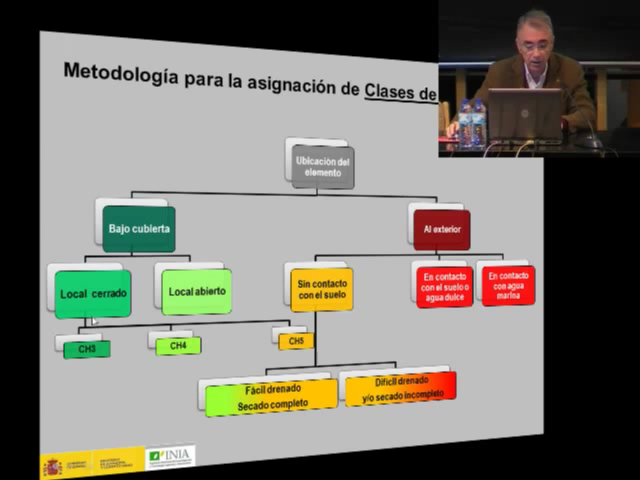 Metodología para la asignación de Clases de
Ubicación del
elemento
Bajo cubierta
Al exterior
Local cerrado
Local abierto
Sin contacto
con el suelo
En contacto
con el suelo o
agua dulce
En contacto
con agua
marina
CH3
CH4
CH5
Fácil drenado
Secado completo
Difícil drenado
y/o secado incompleto
INIA